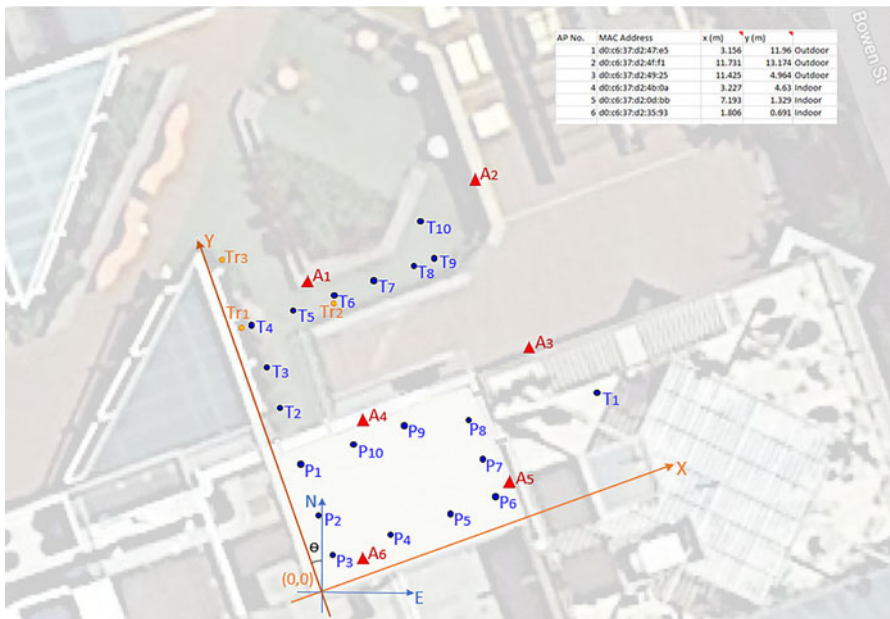 Bowen St
AP No. MAC Address x (m) y (m)
1 d0:c6:37:d2:47:e5 3.156 11.96 Outdoor
2 d0:c6:37:d2:4f:f1 11.731 13.174 Outdoor
3 d0:c6:37:d2:49:25 11.425 4.964 Outdoor
4 d0:c6:37:d2:4b:0a 3.227 4.63 Indoor
5 d0:c6:37:d2:0d:bb 7.193 1.329 Indoor
6 d0:c6:37:d2:35:93 1.806 0.691 Indoor
A2
T10
Y
Tr3
A1
T9
T8
T7
T6
Tr2
T5
Tr1
T4
A3
T3
T1
T2
A4
P9
P8
P10
P1
P7
X
A5
P6
N
P2
P5
P4
Θ
P3
A6
(0,0)
E